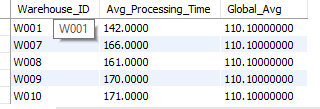 Warehouse_ID Avg_Processing_Time Global_Avg
W001 142.0000 110.10000000
W001
W007 166.0000 110.10000000
W008 161.0000 110.10000000
W009 170.0000 110.10000000
W010 171.0000 110.10000000